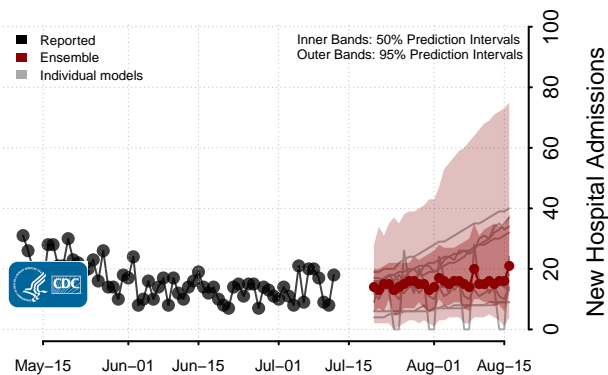 Reported
Ensemble
Individual models
Inner Bands: 50% Prediction Intervals
Outer Bands: 95% Prediction Intervals
100
80
60
40
20
0
New Hospital Admissions
CDC
May−15
Jun−01
Jun−15
Jul−01
Jul−15
Aug−01
Aug−15